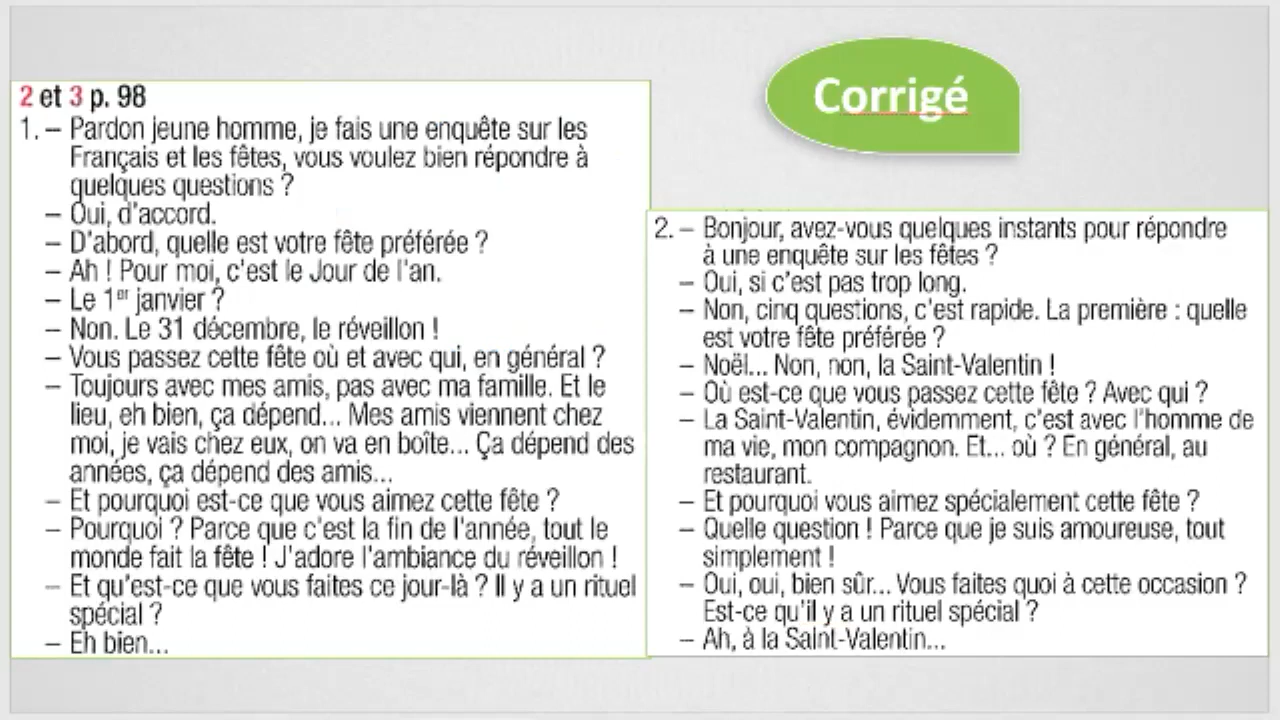 Corrigé
2 et 3 p. 98
1. – Pardon jeune homme, je fais une enquête sur les
Français et les fêtes, vous voulez bien répondre à
quelques questions ?
– Oui, d'accord.
– D'abord, quelle est votre fête préférée ?
– Ah ! Pour moi, c'est le Jour de l'an.
– Le 1er janvier ?
– Non. Le 31 décembre, le réveillon !
– Vous passez cette fête où et avec qui, en général ?
– Toujours avec mes amis, pas avec ma famille. Et le
lieu, eh bien, ça dépend... Mes amis viennent chez
moi, je vais chez eux, on va en boîte... Ça dépend des
années, ça dépend des amis...
– Et pourquoi est-ce que vous aimez cette fête ?
– Pourquoi ? Parce que c'est la fin de l'année, tout le
monde fait la fête ! J'adore l'ambiance du réveillon !
– Et qu'est-ce que vous faites ce jour-là ? Il y a un rituel
spécial ?
– Eh bien...
2. – Bonjour, avez-vous quelques instants pour répondre
à une enquête sur les fêtes ?
– Oui, si c'est pas trop long.
– Non, cinq questions, c'est rapide. La première : quelle
est votre fête préférée ?
– Noël... Non, non, la Saint-Valentin !
– Où est-ce que vous passez cette fête ? Avec qui ?
– La Saint-Valentin, évidemment, c'est avec l'homme de
ma vie, mon compagnon. Et... où ? En général, au
restaurant.
– Et pourquoi vous aimez spécialement cette fête ?
– Quelle question ! Parce que je suis amoureuse, tout
simplement !
– Oui, oui, bien sûr... Vous faites quoi à cette occasion ?
Est-ce qu'il y a un rituel spécial ?
– Ah, à la Saint-Valentin...